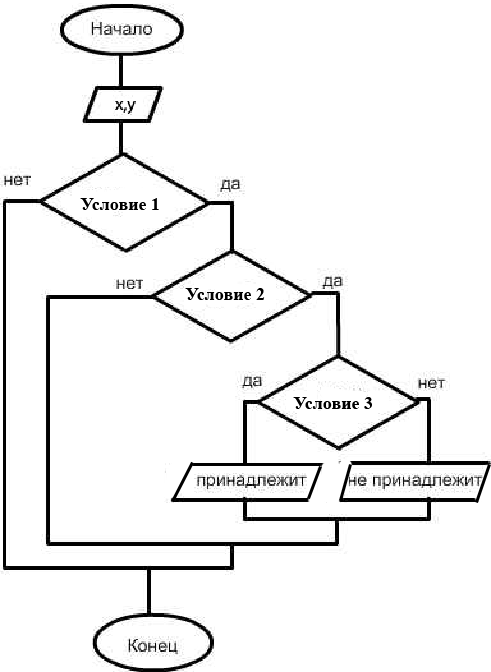 Начало
x,y
нет
да
Условие 1
нет
да
Условие 2
да
нет
Условие 3
принадлежит
не принадлежит
Конец